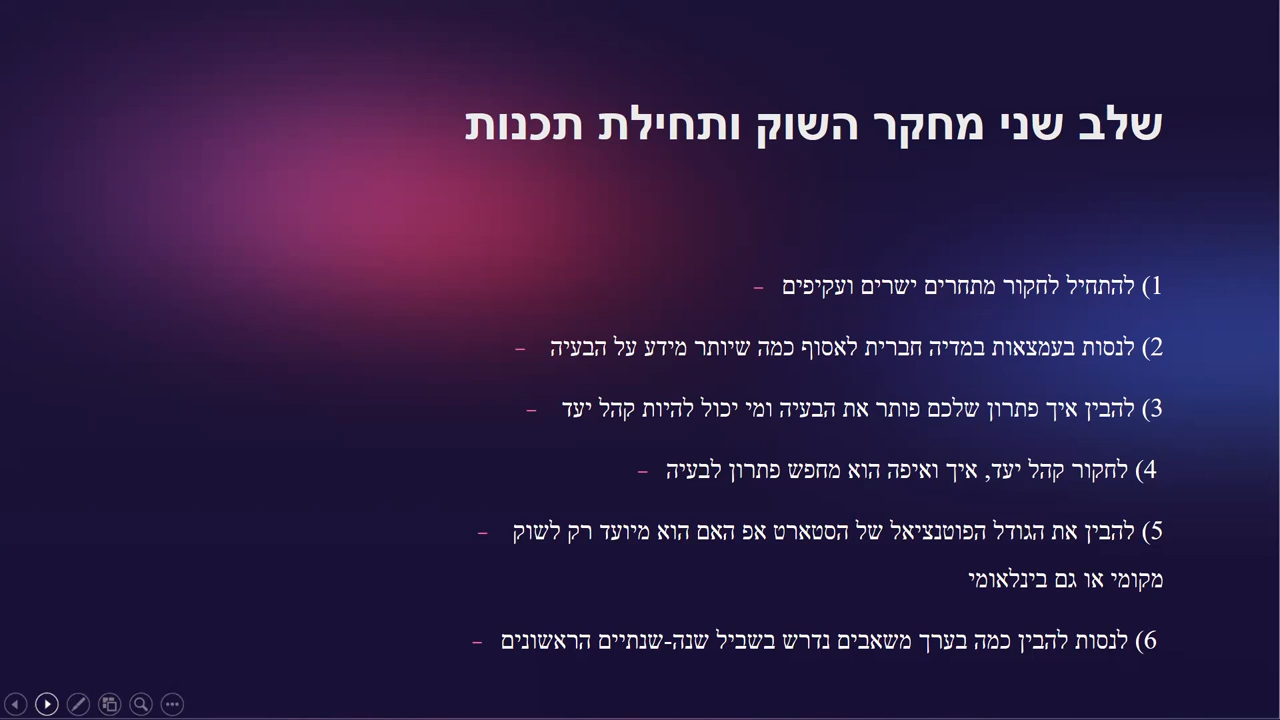 שלב שני מחקר השוק ותחילת תכנות
1) להתחיל לחקור מתחרים ישרים ועקיפים –
2) לנסות בעמצאות במדיה חברית לאסוף כמה שיותר מידע על הבעיה –
3) להבין איך פתרון שלכם פותר את הבעיה ומי יכול להיות קהל יעד –
4) לחקור קהל יעד, איך ואיפה הוא מחפש פתרון לבעיה –
5) להבין את הגודל הפוטנציאל של הסטארט אפ האם הוא מיועד רק לשוק –
מקומי או גם בינלאומי
6) לנסות להבין כמה בערך משאבים נדרש בשביל שנה-שנתיים הראשונים –